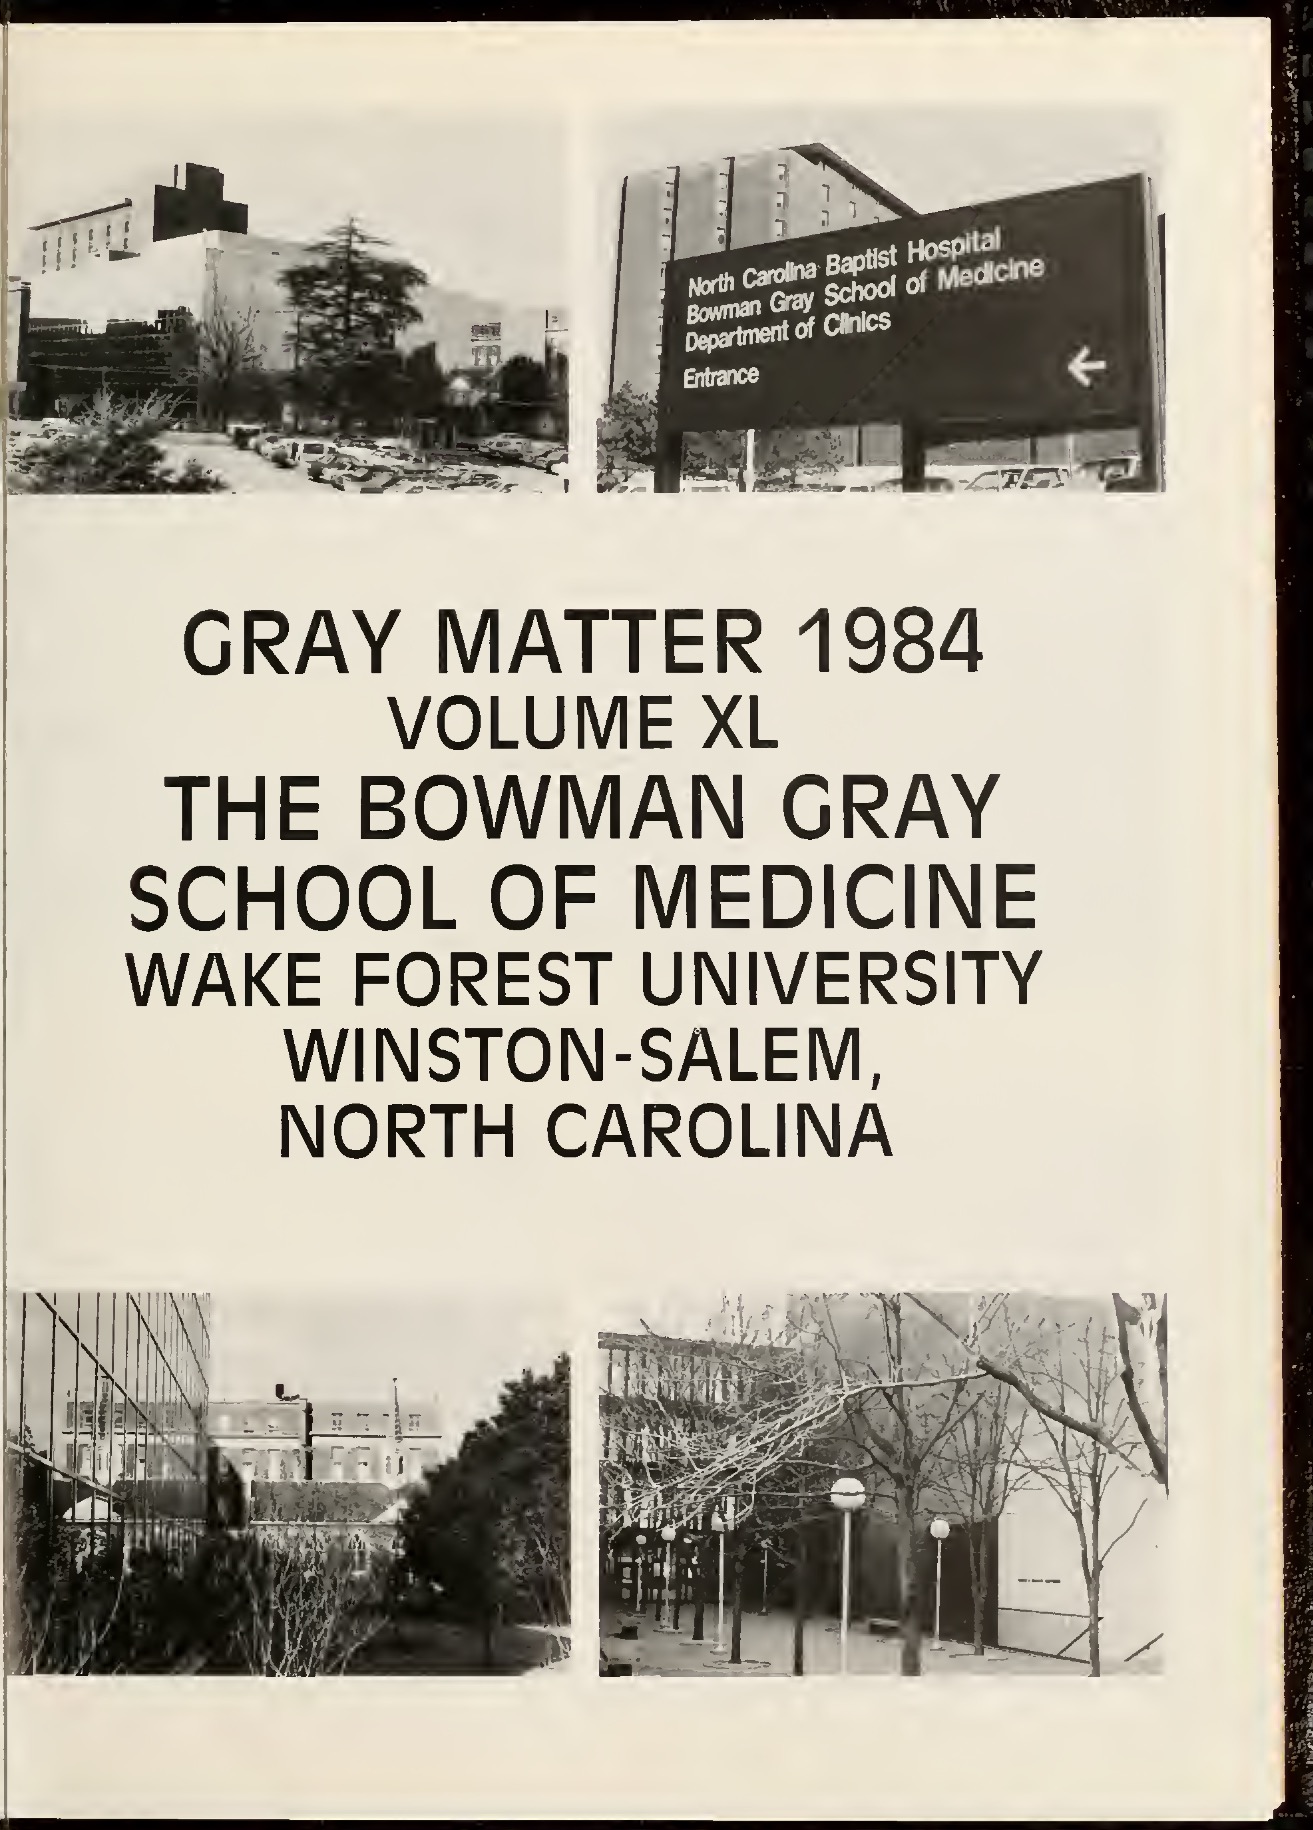 North Carolina Baptist Hospital
Bowman Gray School of Medicine
Department of Clinics
Entrance
GRAY MATTER 1984
VOLUME XL
THE BOWMAN GRAY
SCHOOL OF MEDICINE
WAKE FOREST UNIVERSITY
WINSTON-SALEM,
NORTH CAROLINA